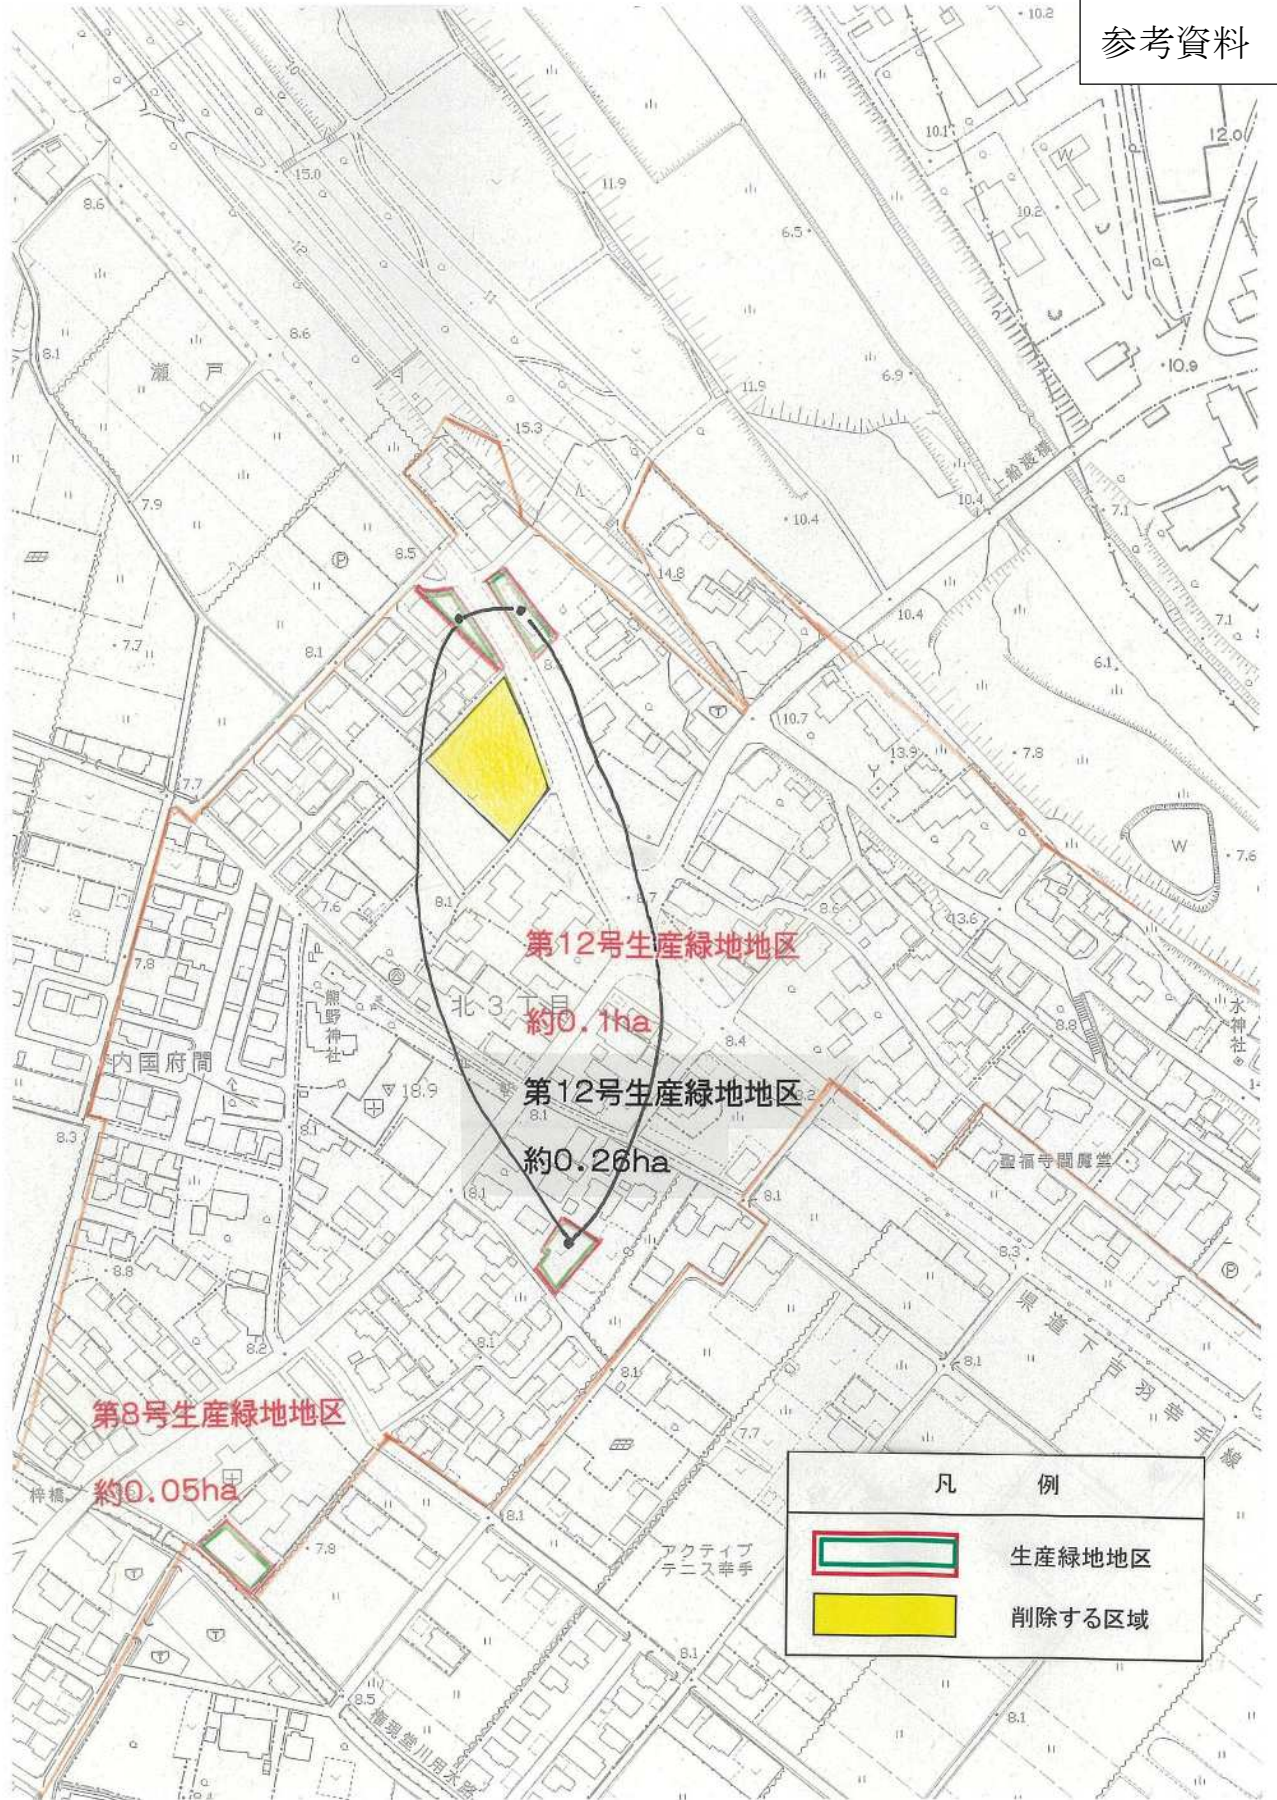 参考資料
10.2
10.1
12.0
15.0
11.9
8.6
10.2
6.5
12
8.6
8.1
瀬戸
10.9
11.9
6.9
15.3
上船渡橋
7.9
10.4
10.4
7.1
8.5
14.8
10.4
7.1
7.7
8.1
6.1
10.7
13.9
7.8
7.7
W
7.6
8.1
8.6
7.6
8.7
13.6
第12号生産緑地地区
7.8
熊野神社
北3丁目
約0.1ha
水神社
8.8
8.4
内国府間
18.9
第12号生産緑地地区
8.2
8.1
8.3
8.1
約0.26ha
聖福寺閻魔堂
8.1
8.1
8.3
8.8
県道下吉羽幸手線
8.2
8.1
8.1
8.1
第8号生産緑地地区
7.7
約0.05ha
梓橋
凡 例
8.1
生産緑地地区
7.8
アクティブ
テニス幸手
削除する区域
8.1
8.5
権現堂川用水路
8.1